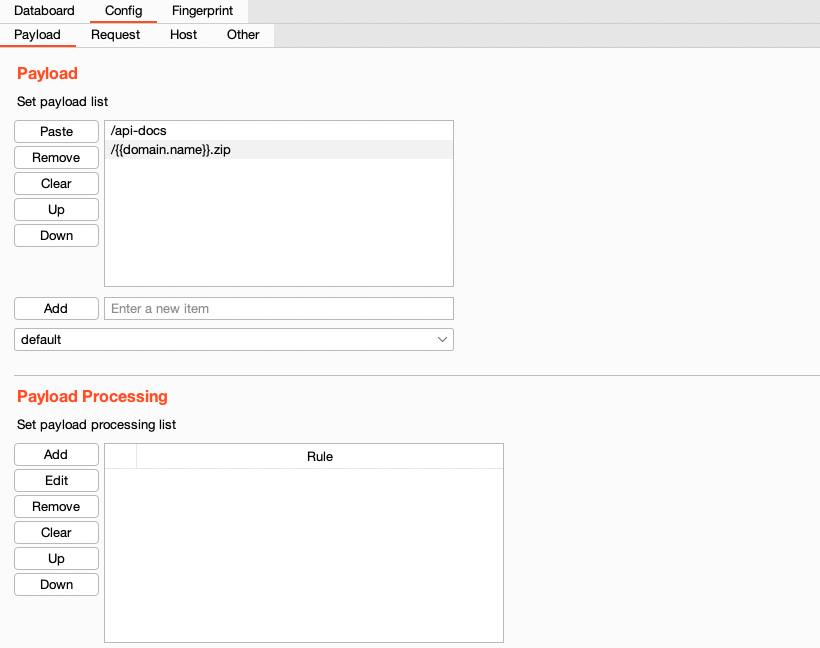 Databoard Config Fingerprint
Payload Request Host Other
Payload
Set payload list
Paste
Remove
Clear
Up
Down
/api-docs
/{{domain.name}}.zip
Add
Enter a new item
default
Payload Processing
Set payload processing list
Add
Edit
Remove
Clear
Up
Down
Rule